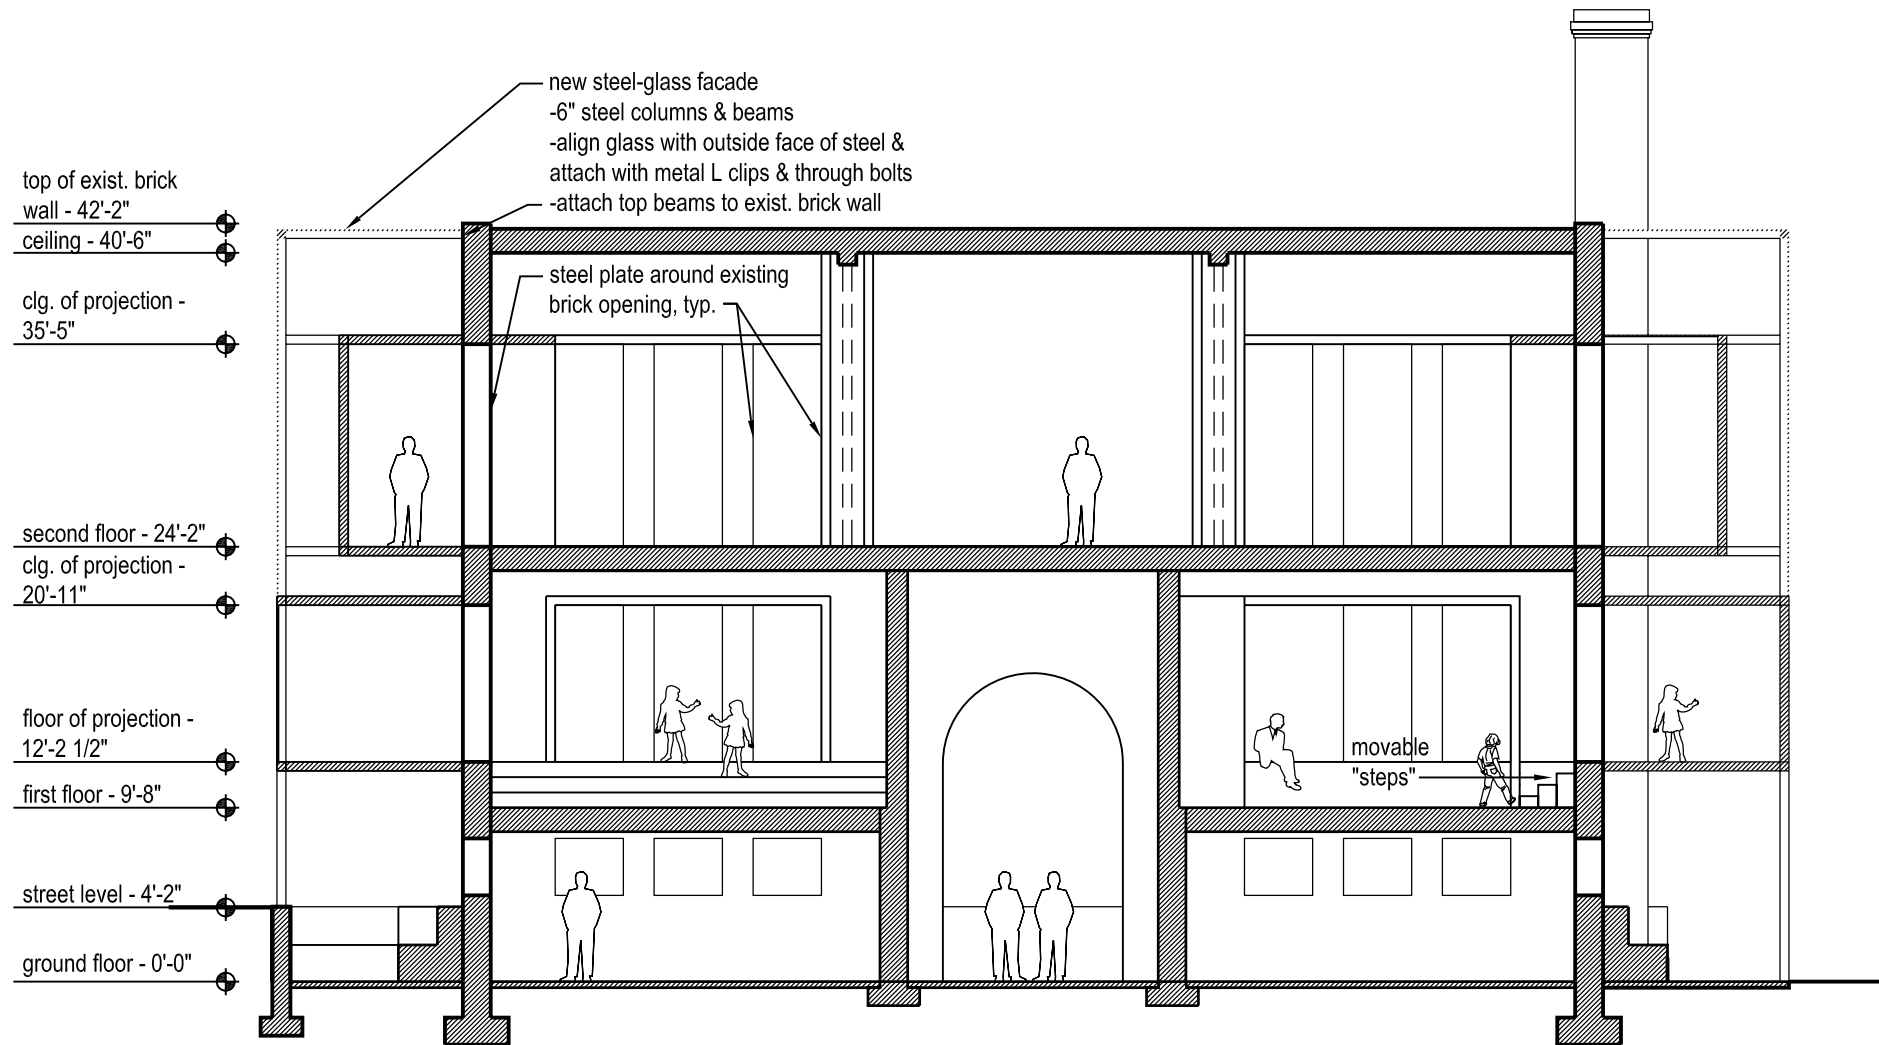 new steel-glass facade
-6" steel columns & beams
-align glass with outside face of steel &
attach with metal L clips & through bolts
-attach top beams to exist. brick wall
top of exist. brick
wall - 42'-2"
ceiling - 40'-6"
steel plate around existing
brick opening, typ.
clg. of projection -
35'-5"
second floor - 24'-2"
clg. of projection -
20'-11"
floor of projection -
12'-2 1/2"
movable
"steps"
first floor - 9'-8"
street level - 4'-2"
ground floor - 0'-0"